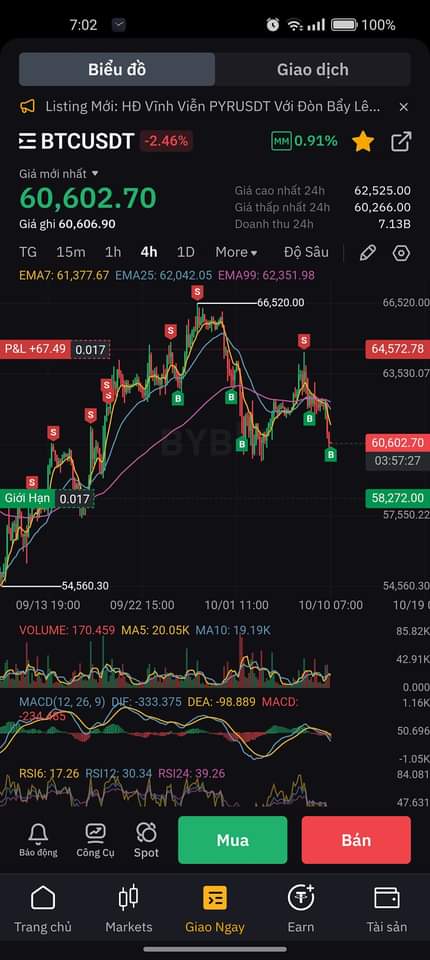 7:02 100%
Biểu đồ Giao dịch
Listing Mới: HĐ Vĩnh Viễn PYRUSDT Với Đòn Bẩy Lê...
BTCUSDT -2.46% MM 0.91%
Giá mới nhất
60,602.70
Giá ghi 60,606.90
Giá cao nhất 24h 62,525.00
Giá thấp nhất 24h 60,266.00
Doanh thu 24h 7.13B
TG 15m 1h 4h 1D More Độ Sâu
EMA7: 61,377.67 EMA25: 62,042.05 EMA99: 62,351.98
S
66,520.00 66,520.00
S
S
P&L +67.49 0.017 64,572.78
63,530.07
S
S
B
B
S
B
S
BYB
B
60,602.70
B
03:57:27
S
Giới Hạn 0.017 58,272.00
57,550.22
54,560.30 54,560.30
09/13 19:00 09/22 15:00 10/01 11:00 10/10 07:00 10/19 0
VOLUME: 170.459 MA5: 20.05K MA10: 19.19K
85.82K
42.91K
0.000
MACD(12, 26, 9) DIF: -333.375 DEA: -98.889 MACD:
-234.485
1.16K
50.696
-1.05K
RSI6: 17.26 RSI12: 30.34 RSI24: 39.26
84.081
47.631
Báo động Công Cụ Spot Mua Bán
Trang chủ Markets Giao Ngay Earn Tài sản